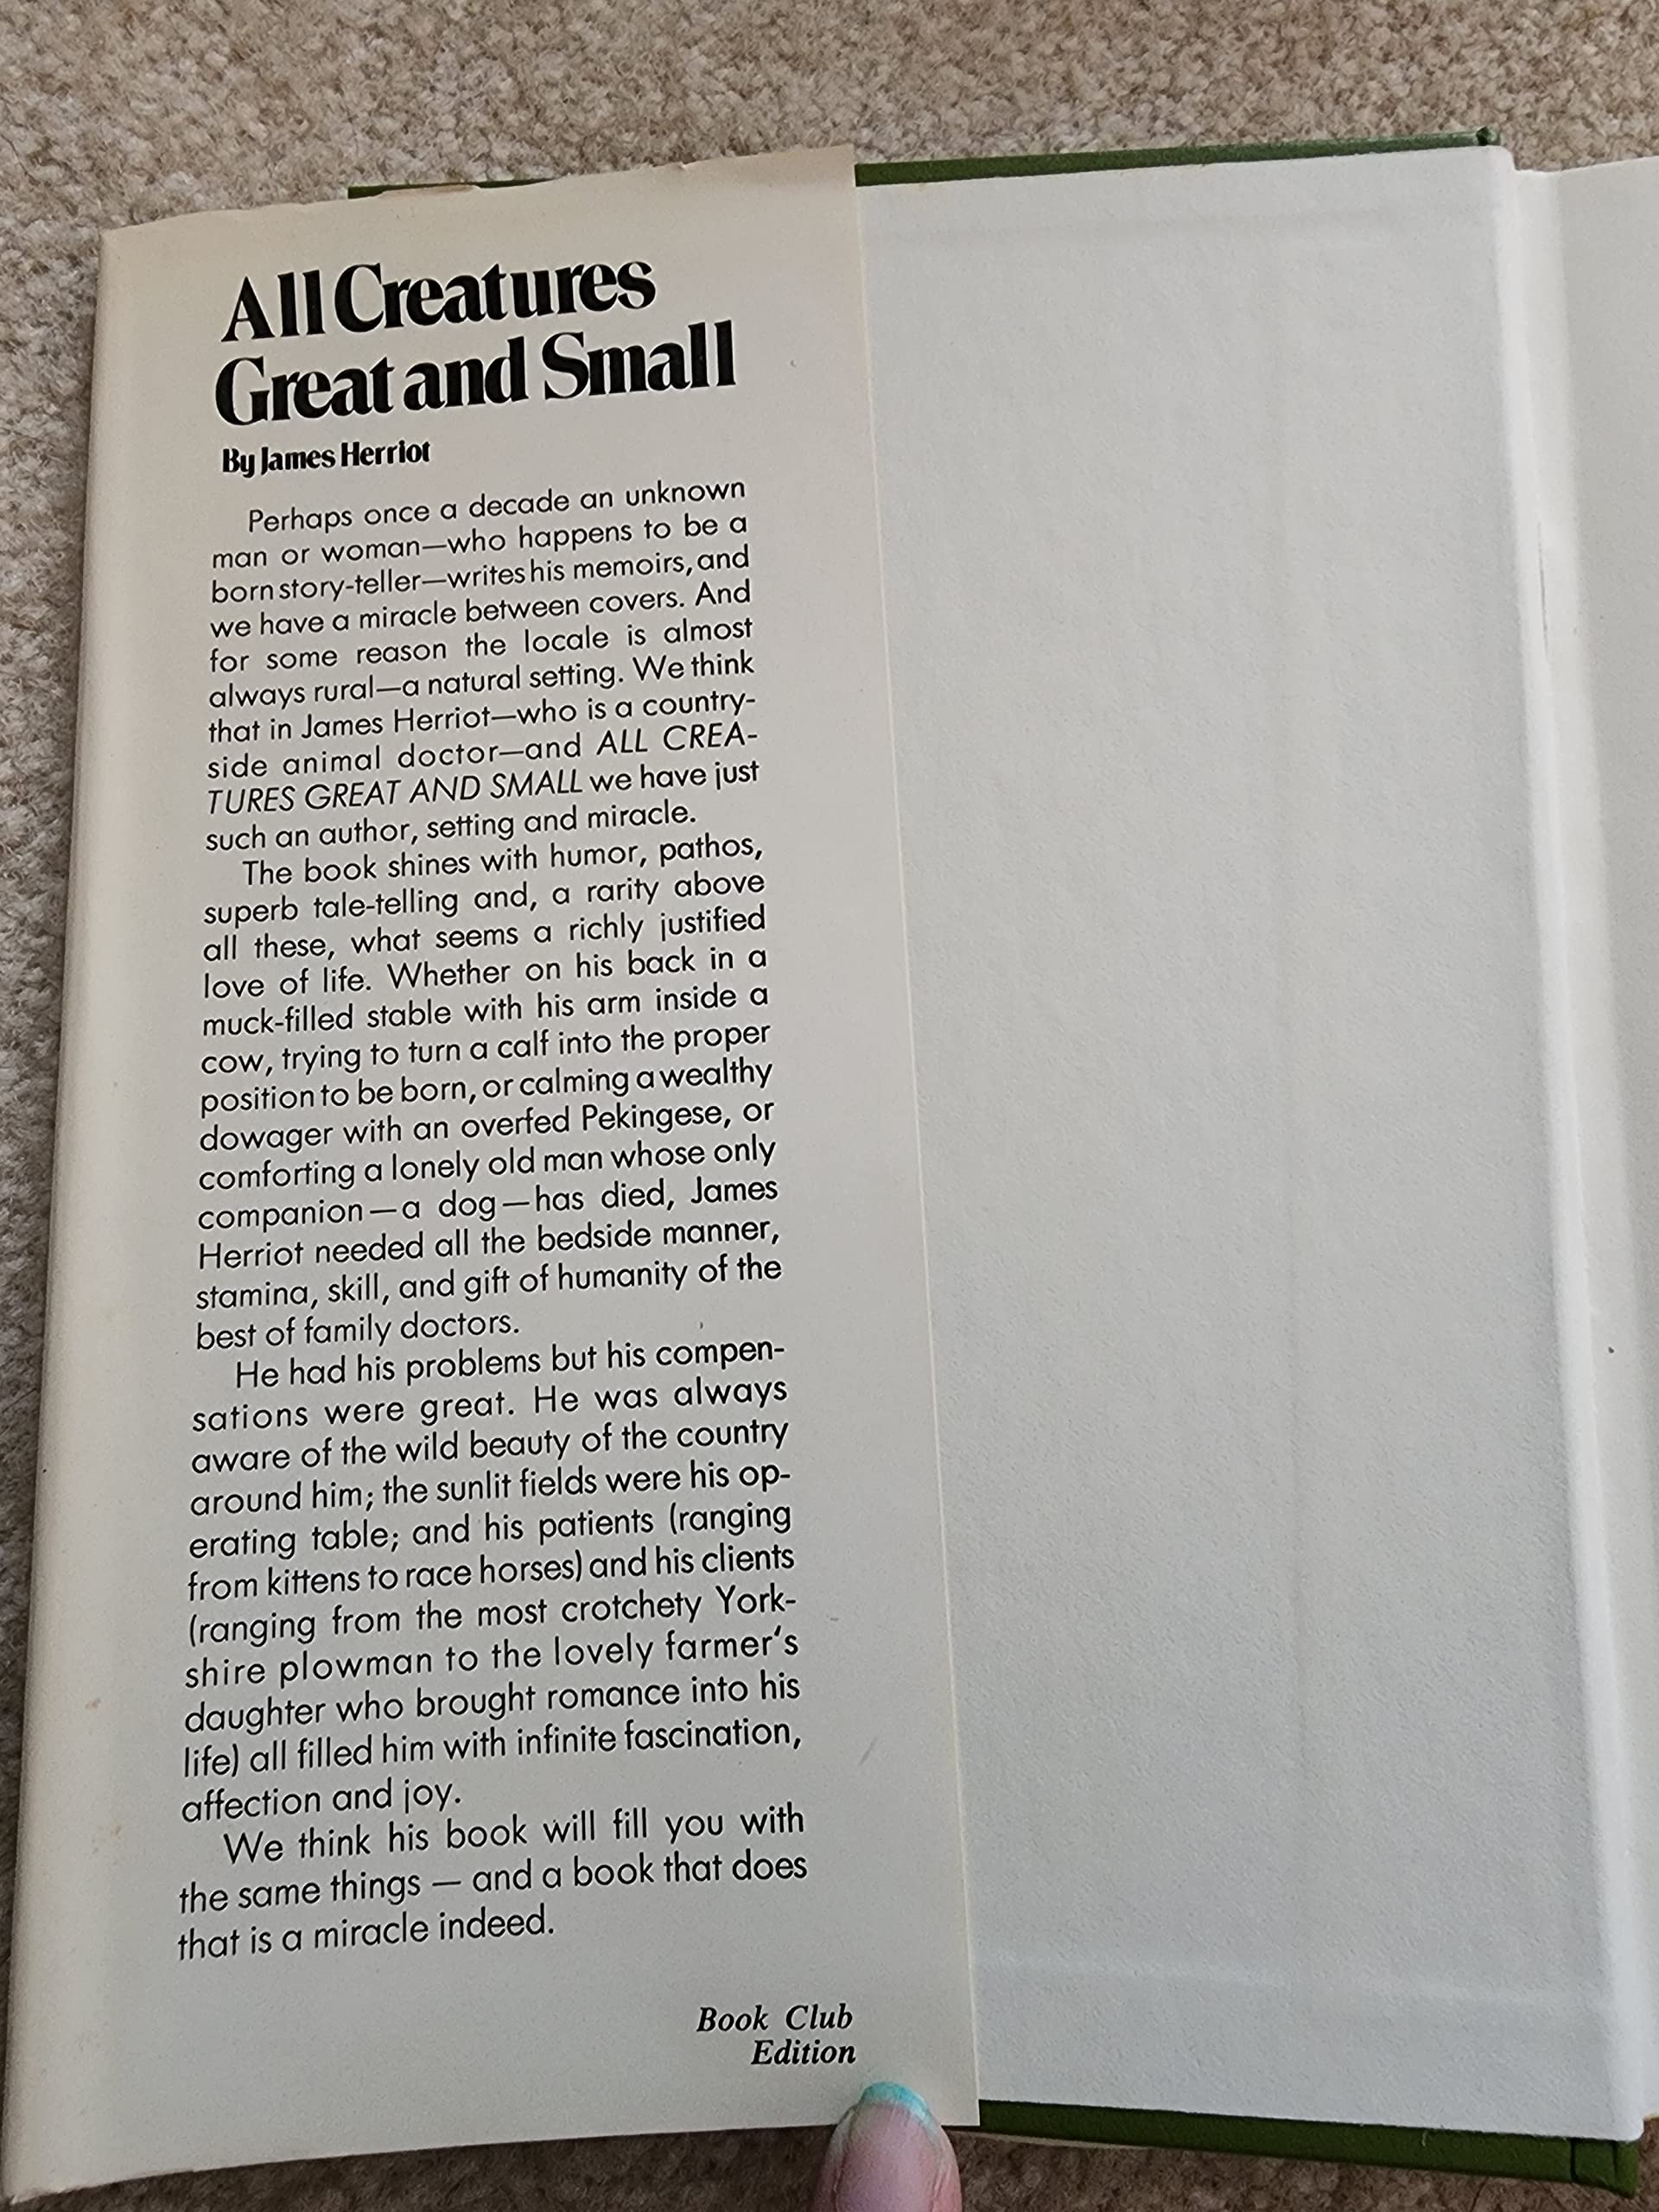 All Creatures
Great and Small
By James Herriot
Perhaps once a decade an unknown
man or woman—who happens to be a
born story-teller—writes his memoirs, and
we have a miracle between covers. And
for some reason the locale is almost
always rural—a natural setting. We think
that in James Herriot—who is a country-
side animal doctor—and ALL CREA-
TURES GREAT AND SMALL we have just
such an author, setting and miracle.
The book shines with humor, pathos,
superb tale-telling and, a rarity above
all these, what seems a richly justified
love of life. Whether on his back in a
muck-filled stable with his arm inside a
cow, trying to turn a calf into the proper
position to be born, or calming a wealthy
dowager with an overfed Pekingese, or
comforting a lonely old man whose only
companion—a dog—has died, James
Herriot needed all the bedside manner,
stamina, skill, and gift of humanity of the
best of family doctors.
He had his problems but his compen-
sations were great. He was always
aware of the wild beauty of the country
around him; the sunlit fields were his op-
erating table; and his patients (ranging
from kittens to race horses) and his clients
(ranging from the most crotchety York-
shire plowman to the lovely farmer's
daughter who brought romance into his
life) all filled him with infinite fascination,
affection and joy.
We think his book will fill you with
the same things — and a book that does
that is a miracle indeed.
Book Club
Edition